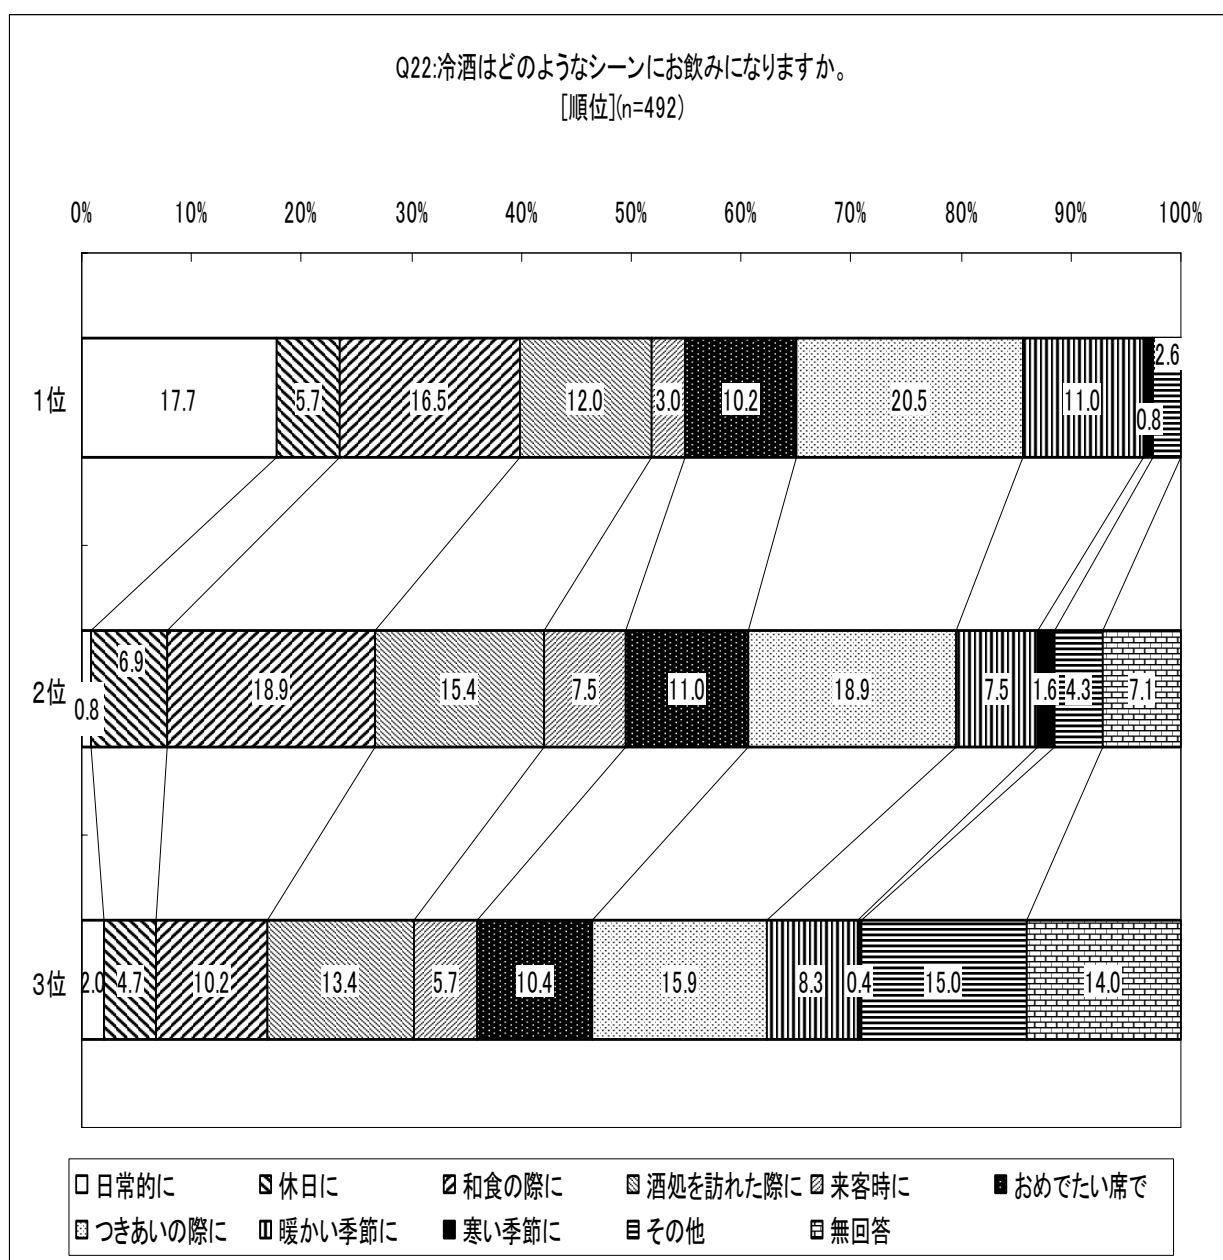 Q22:冷酒はどのようなシーンにお飲みになりますか。
[順位](n=492)
0% 10% 20% 30% 40% 50% 60% 70% 80% 90% 100%
1位 17.7 5.7 16.5 12.0 3.0 10.2 20.5 11.0 0.8 2.6
2位 0.8 6.9 18.9 15.4 7.5 11.0 18.9 7.5 1.6 4.3 7.1
3位 2.0 4.7 10.2 13.4 5.7 10.4 15.9 8.3 0.4 15.0 14.0
日常的に 休日に 和食の際に 酒処を訪れた際に 来客時に おめでたい席で
つきあいの際に 暖かい季節に 寒い季節に その他 無回答